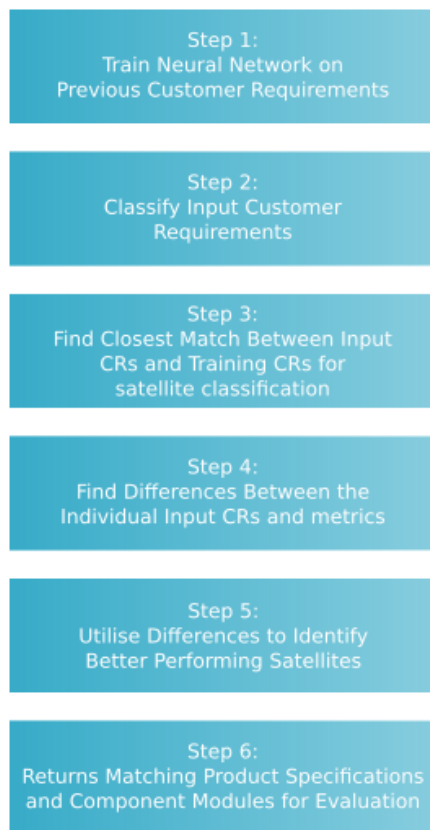 Step 1:
Train Neural Network on
Previous Customer Requirements
Step 2:
Classify Input Customer
Requirements
Step 3:
Find Closest Match Between Input
CRs and Training CRs for
satellite classification
Step 4:
Find Differences Between the
Individual Input CRs and metrics
Step 5:
Utilise Differences to Identify
Better Performing Satellites
Step 6:
Returns Matching Product Specifications
and Component Modules for Evaluation